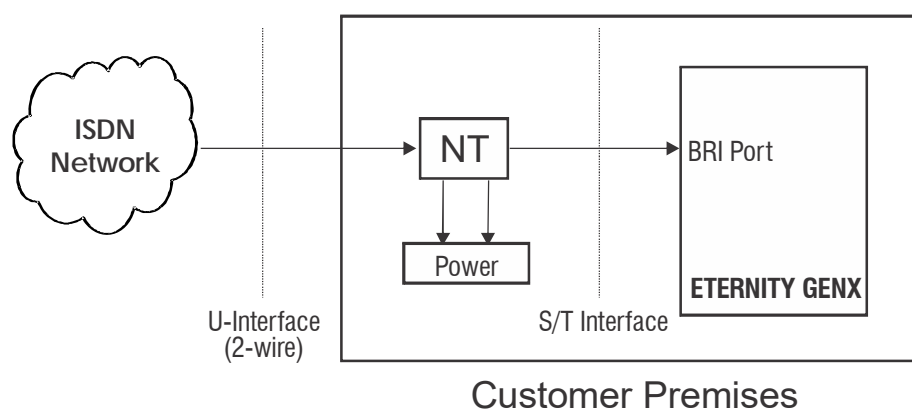 ISDN
Network
NT
BRI Port
Power
ETERNITY GENX
U-Interface
(2-wire)
S/T Interface
Customer Premises